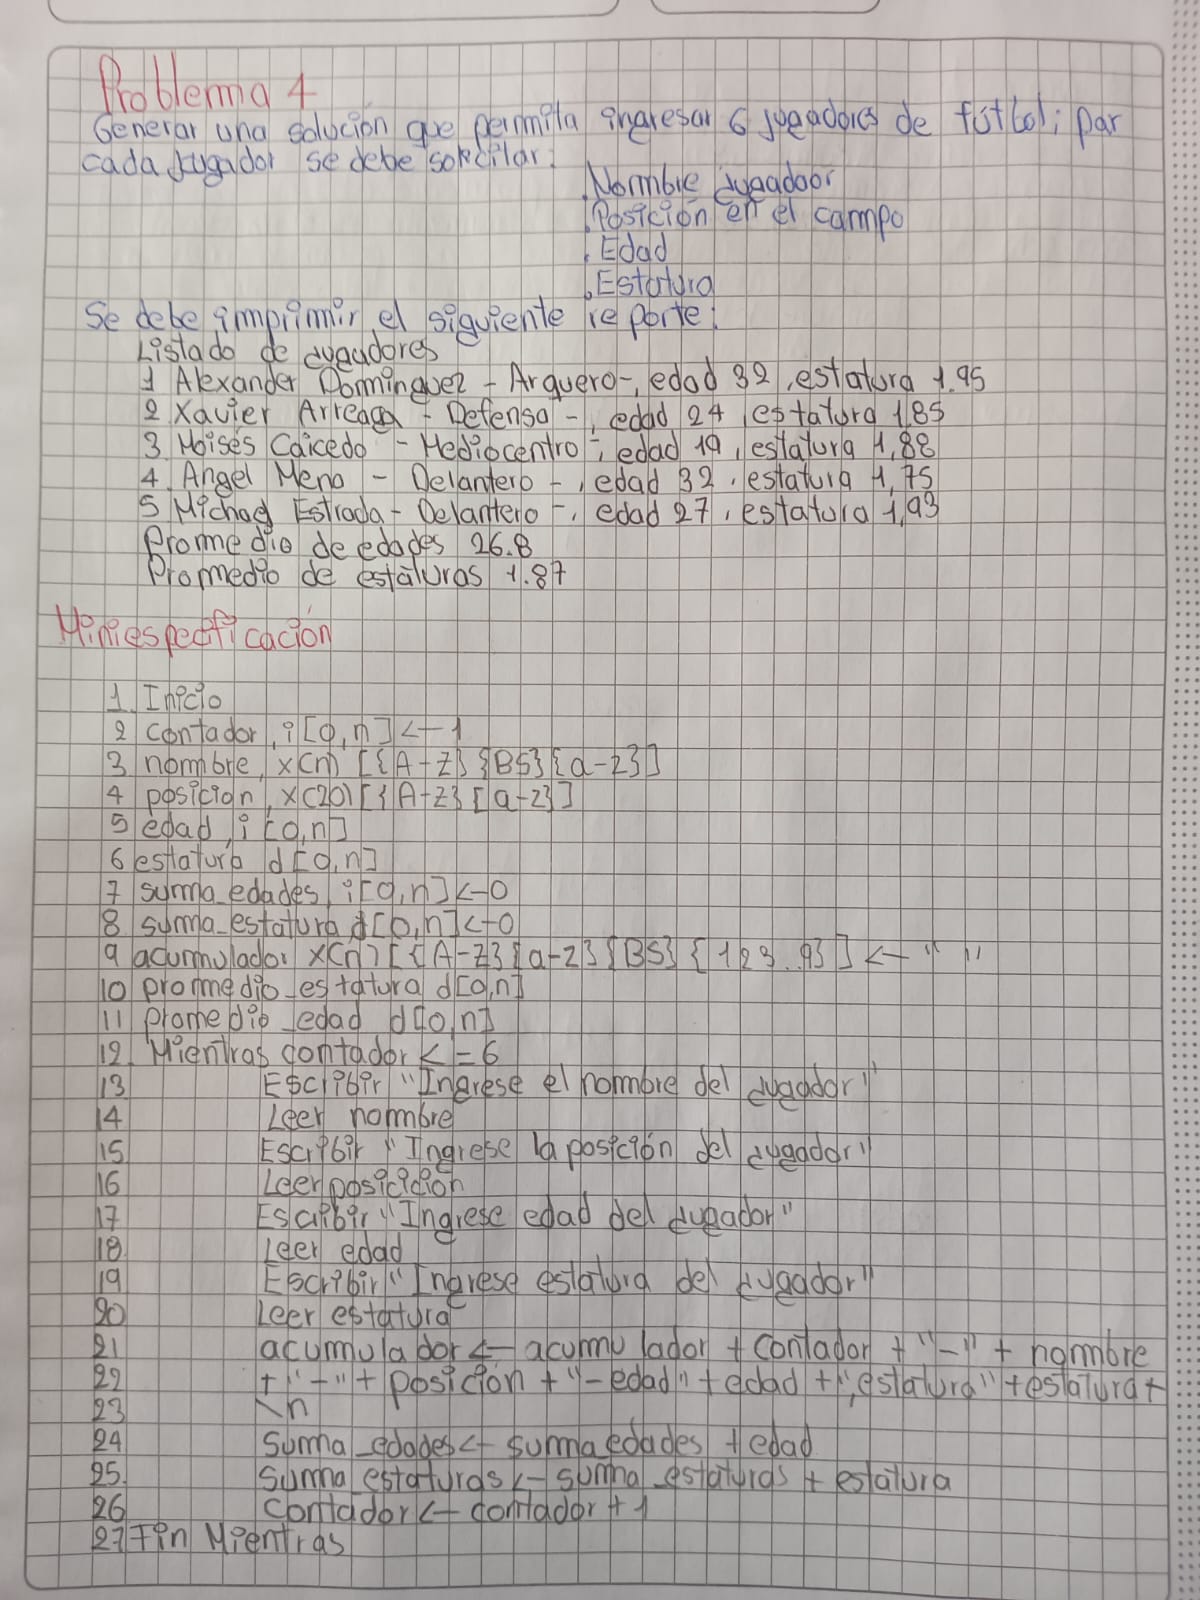 Problema 4
Generar una solución que permita ingresar 6 jugadores de fútbol; par
cada jugador se debe solicitar:
. Nombre jugador
. Posición en el campo
. Edad
. Estatura
Se debe imprimir el siguiente reporte:
Listado de jugadores
1 Alexander Dominguez - Arquero -, edad 32, estatura 1.95
2. Xavier Arreaga - Defensa -, edad 24, estatura 1,85
3. Moisés Caicedo - Mediocentro -, edad 19, estatura 1,88
4. Angel Meno - Delantero -, edad 32, estatura 1,75
5 Michael Estrada - Delantero -, edad 27, estatura 1,93
Promedio de edades 26.8
Promedio de estaturas 1.87
Miniespecificación
1. Inicio
2 contador, i [0,n] <- 1
3 nombre, x(n) [{A-Z} {BS} {a-z}]
4 posicion, x(20) [{A-Z} [a-z}]
5 edad, i [0,n]
6 estatura d [0,n]
7 suma_edades, i [0,n] <- 0
8 suma_estatura d [0,n] <- 0
9 acumulador x(n) [{A-Z} {a-z} {BS} {1 2 3..9}] <- " "
10 promedio_estatura d[0,n]
11 promedio_edad d[0,n]
12. Mientras contador <= 6
13 Escribir "Ingrese el nombre del jugador"
14 Leer nombre
15 Escribir "Ingrese la posición del jugador"
16 Leer posicición
17 Escribir "Ingrese edad del jugador"
18 Leer edad
19 Escribir "Ingrese estatura del jugador"
20 Leer estatura
21 acumulador <- acumulador + contador + "-" + nombre
22 + "-" + posicion + "- edad" + edad + ", estatura" + estatura +
23 \n
24 Suma_edades <- suma edades + edad
25. Suma_estaturas <- suma_estaturas + estatura
26 contador <- contador + 1
27 Fin Mientras